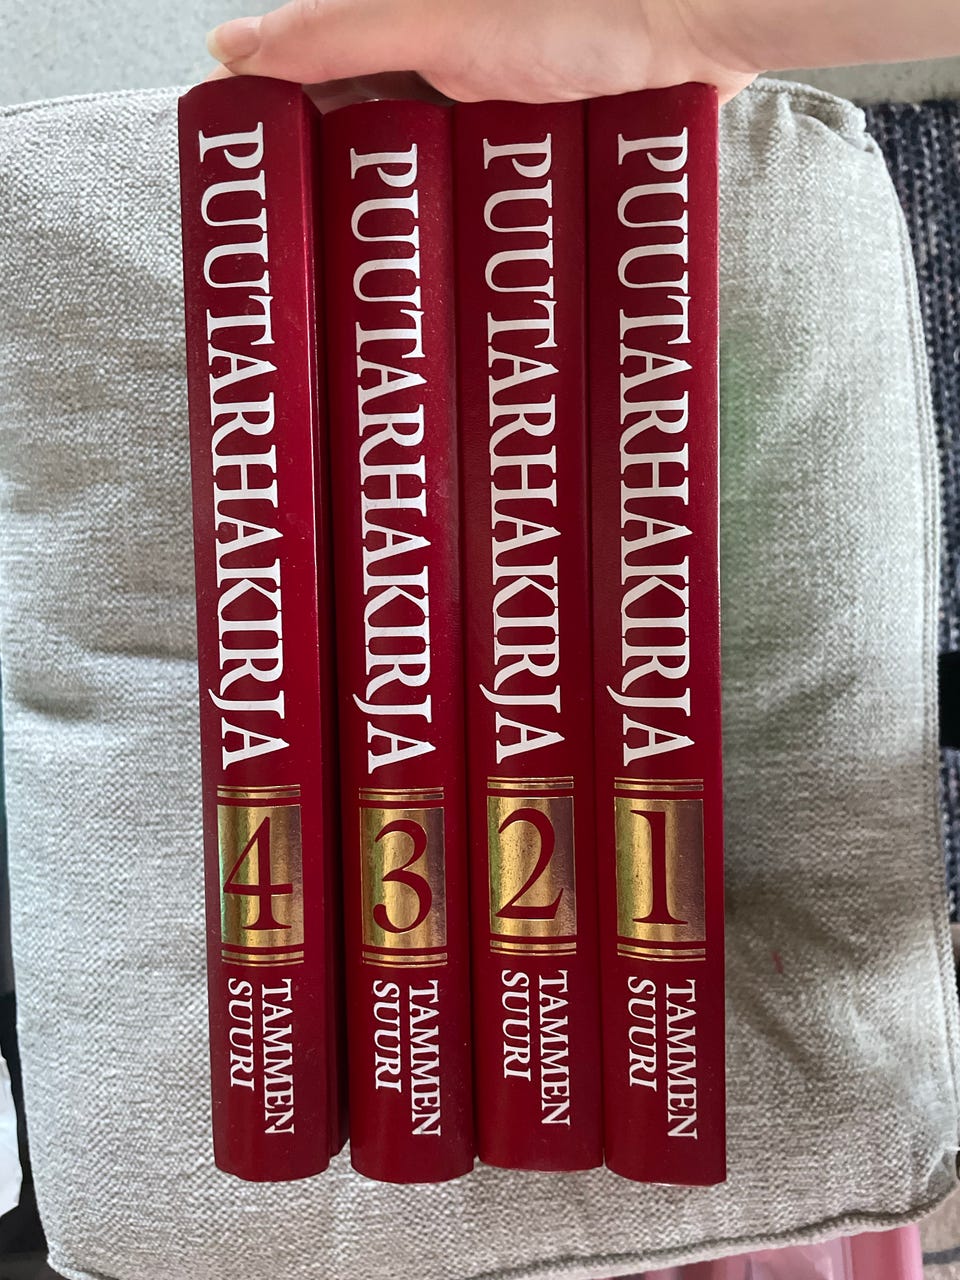 PUUTARHAKIRJA
4
TAMMEN
SUURI
PUUTARHAKIRJA
3
TAMMEN
SUURI
PUUTARHAKIRJA
2
TAMMEN
SUURI
PUUTARHAKIRJA
1
TAMMEN
SUURI